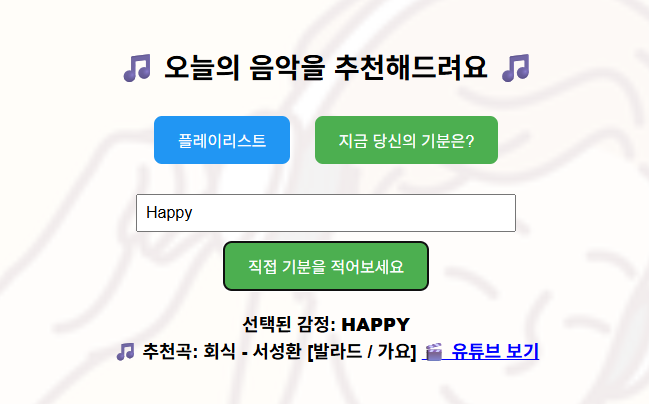 🎵 오늘의 음악을 추천해드려요 🎵
플레이리스트
지금 당신의 기분은?
Happy
직접 기분을 적어보세요
선택된 감정: HAPPY
🎵 추천곡: 회식 - 서성환 [발라드 / 가요] 🎬 유튜브 보기